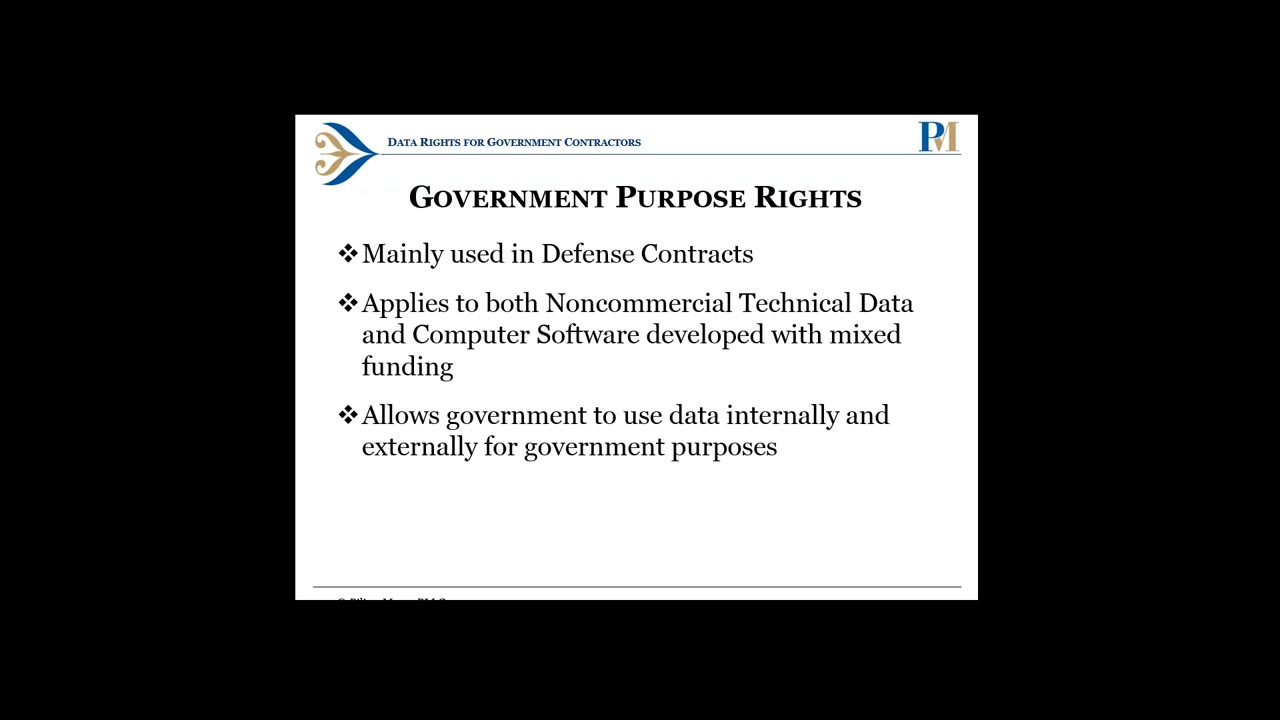 DATA RIGHTS FOR GOVERNMENT CONTRACTORS
PM
GOVERNMENT PURPOSE RIGHTS
❖Mainly used in Defense Contracts
❖Applies to both Noncommercial Technical Data
and Computer Software developed with mixed
funding
❖Allows government to use data internally and
externally for government purposes